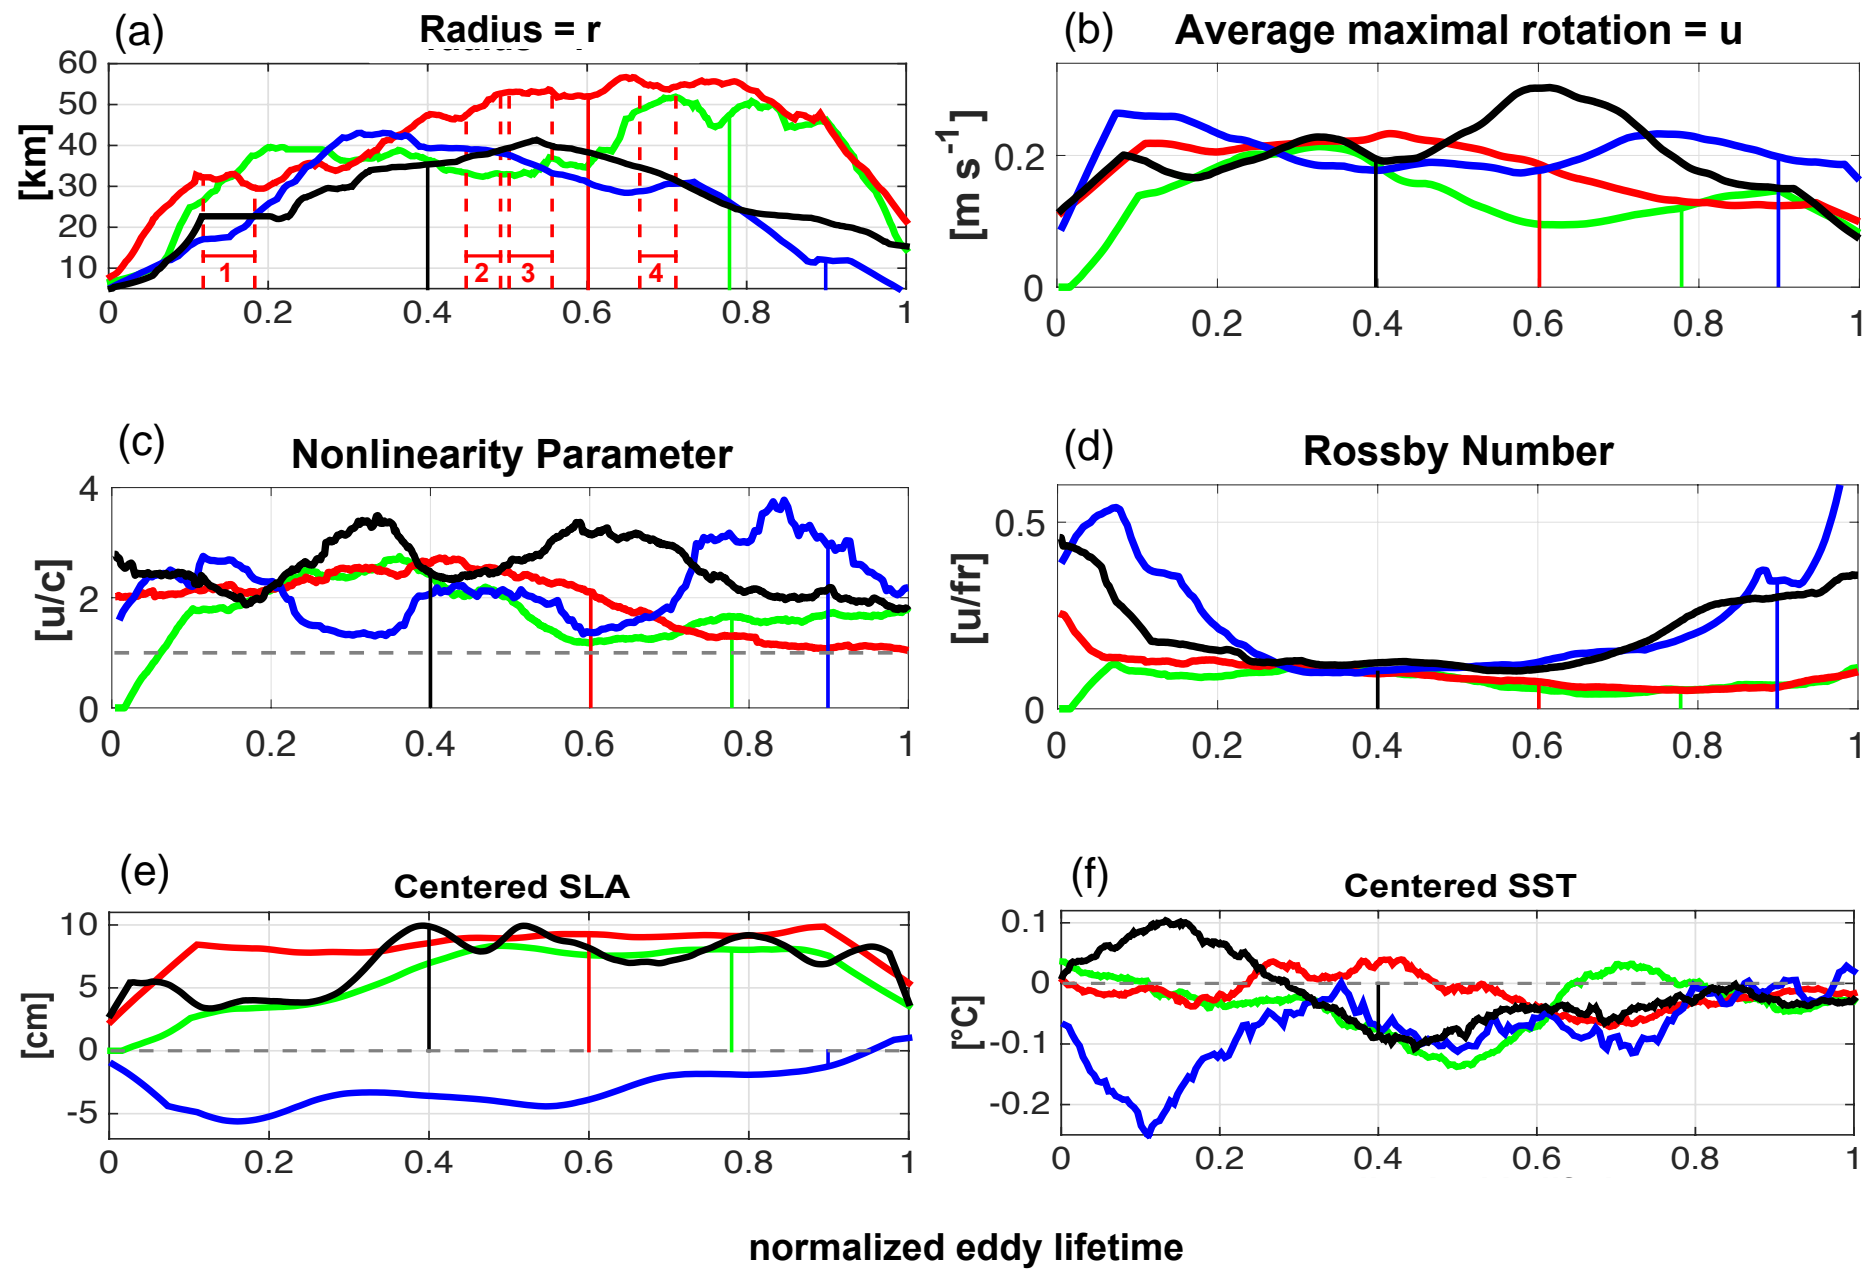 (a) Radius = r
60
50
40
30
20
10
[km]
1 2 3 4
0 0.2 0.4 0.6 0.8 1
(b) Average maximal rotation = u
0.2
0
[m s-1]
0 0.2 0.4 0.6 0.8 1
(c) Nonlinearity Parameter
4
2
0
[u/c]
0 0.2 0.4 0.6 0.8 1
(d) Rossby Number
0.5
0
[u/fr]
0 0.2 0.4 0.6 0.8 1
(e) Centered SLA
10
5
0
-5
[cm]
0 0.2 0.4 0.6 0.8 1
(f) Centered SST
0.1
0
-0.1
-0.2
[°C]
0 0.2 0.4 0.6 0.8 1
normalized eddy lifetime